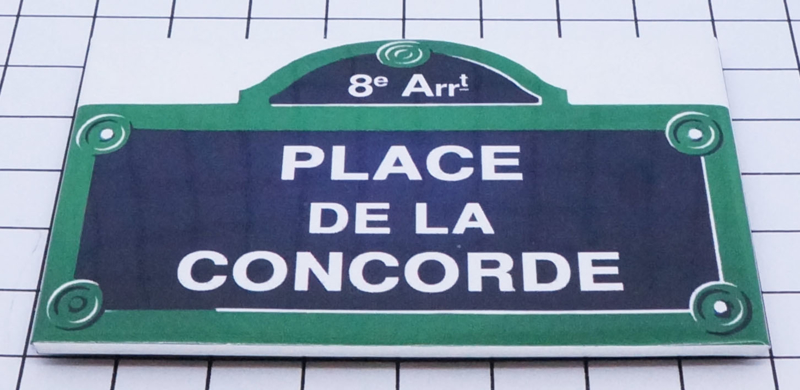 8e Arrt
PLACE
DE LA
CONCORDE